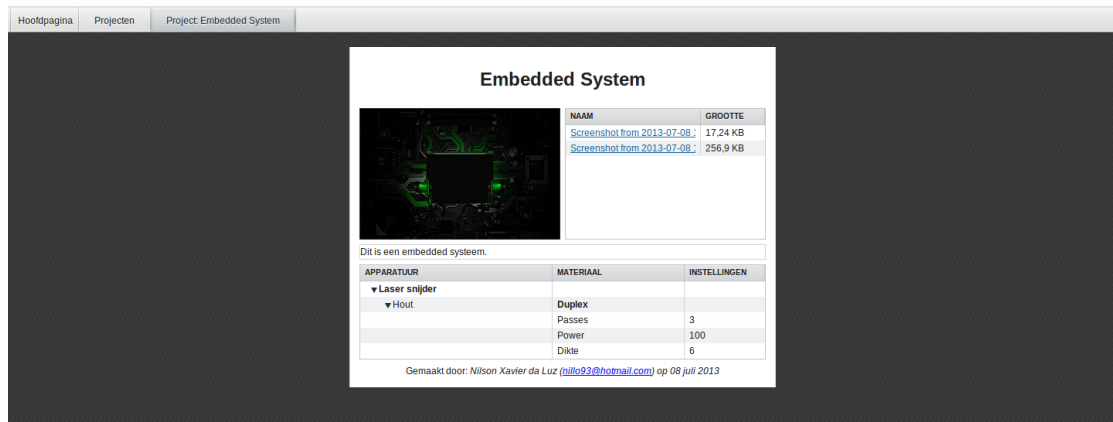 Hoofdpagina Projecten Project: Embedded System
Embedded System
NAAM GROOTTE
Screenshot from 2013-07-08 17,24 KB
Screenshot from 2013-07-08 256,9 KB
Dit is een embedded systeem.
APPARATUUR MATERIAAL INSTELLINGEN
Laser snijder
Hout Duplex
Passes 3
Power 100
Dikte 6
Gemaakt door: Nilson Xavier da Luz (nillo93@hotmail.com) op 08 juli 2013